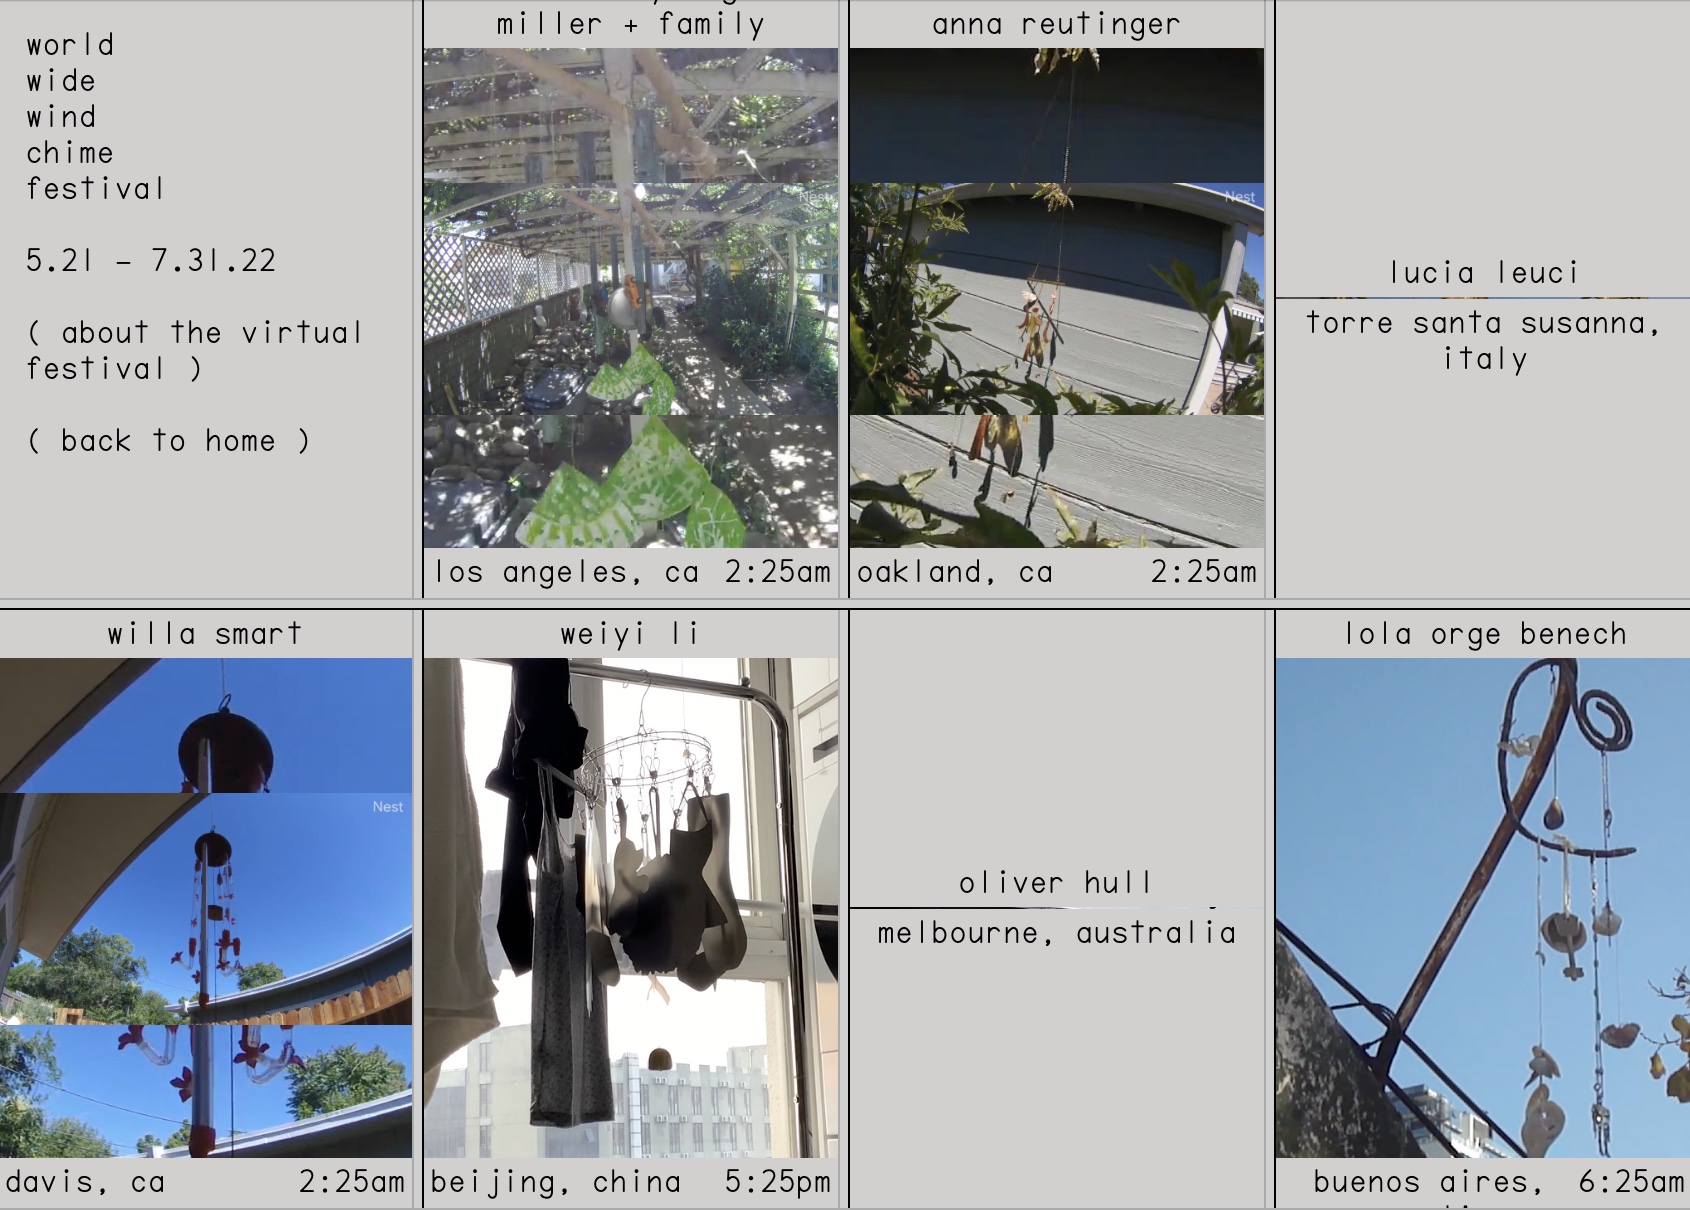 world
wide
wind
chime
festival
5.21 – 7.31.22
( about the virtual
festival )
( back to home )
miller + family
Nest
los angeles, ca 2:25am
anna reutinger
Nest
oakland, ca 2:25am
lucia leuci
torre santa susanna,
italy
willa smart
Nest
davis, ca 2:25am
weiyi li
beijing, china 5:25pm
oliver hull
melbourne, australia
lola orge benech
buenos aires, 6:25am